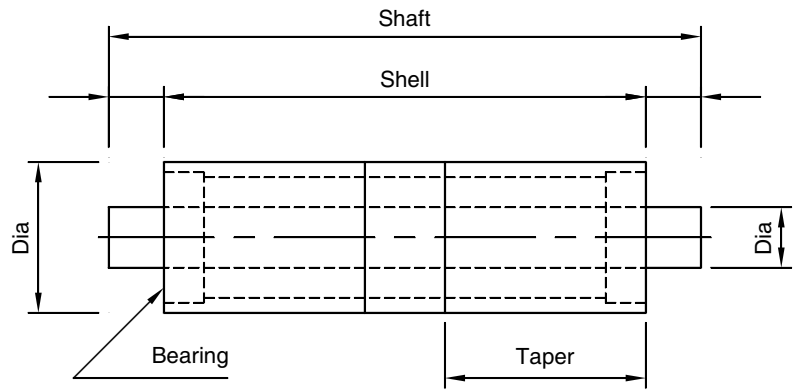 Shaft
Shell
Dia
Dia
Bearing
Taper